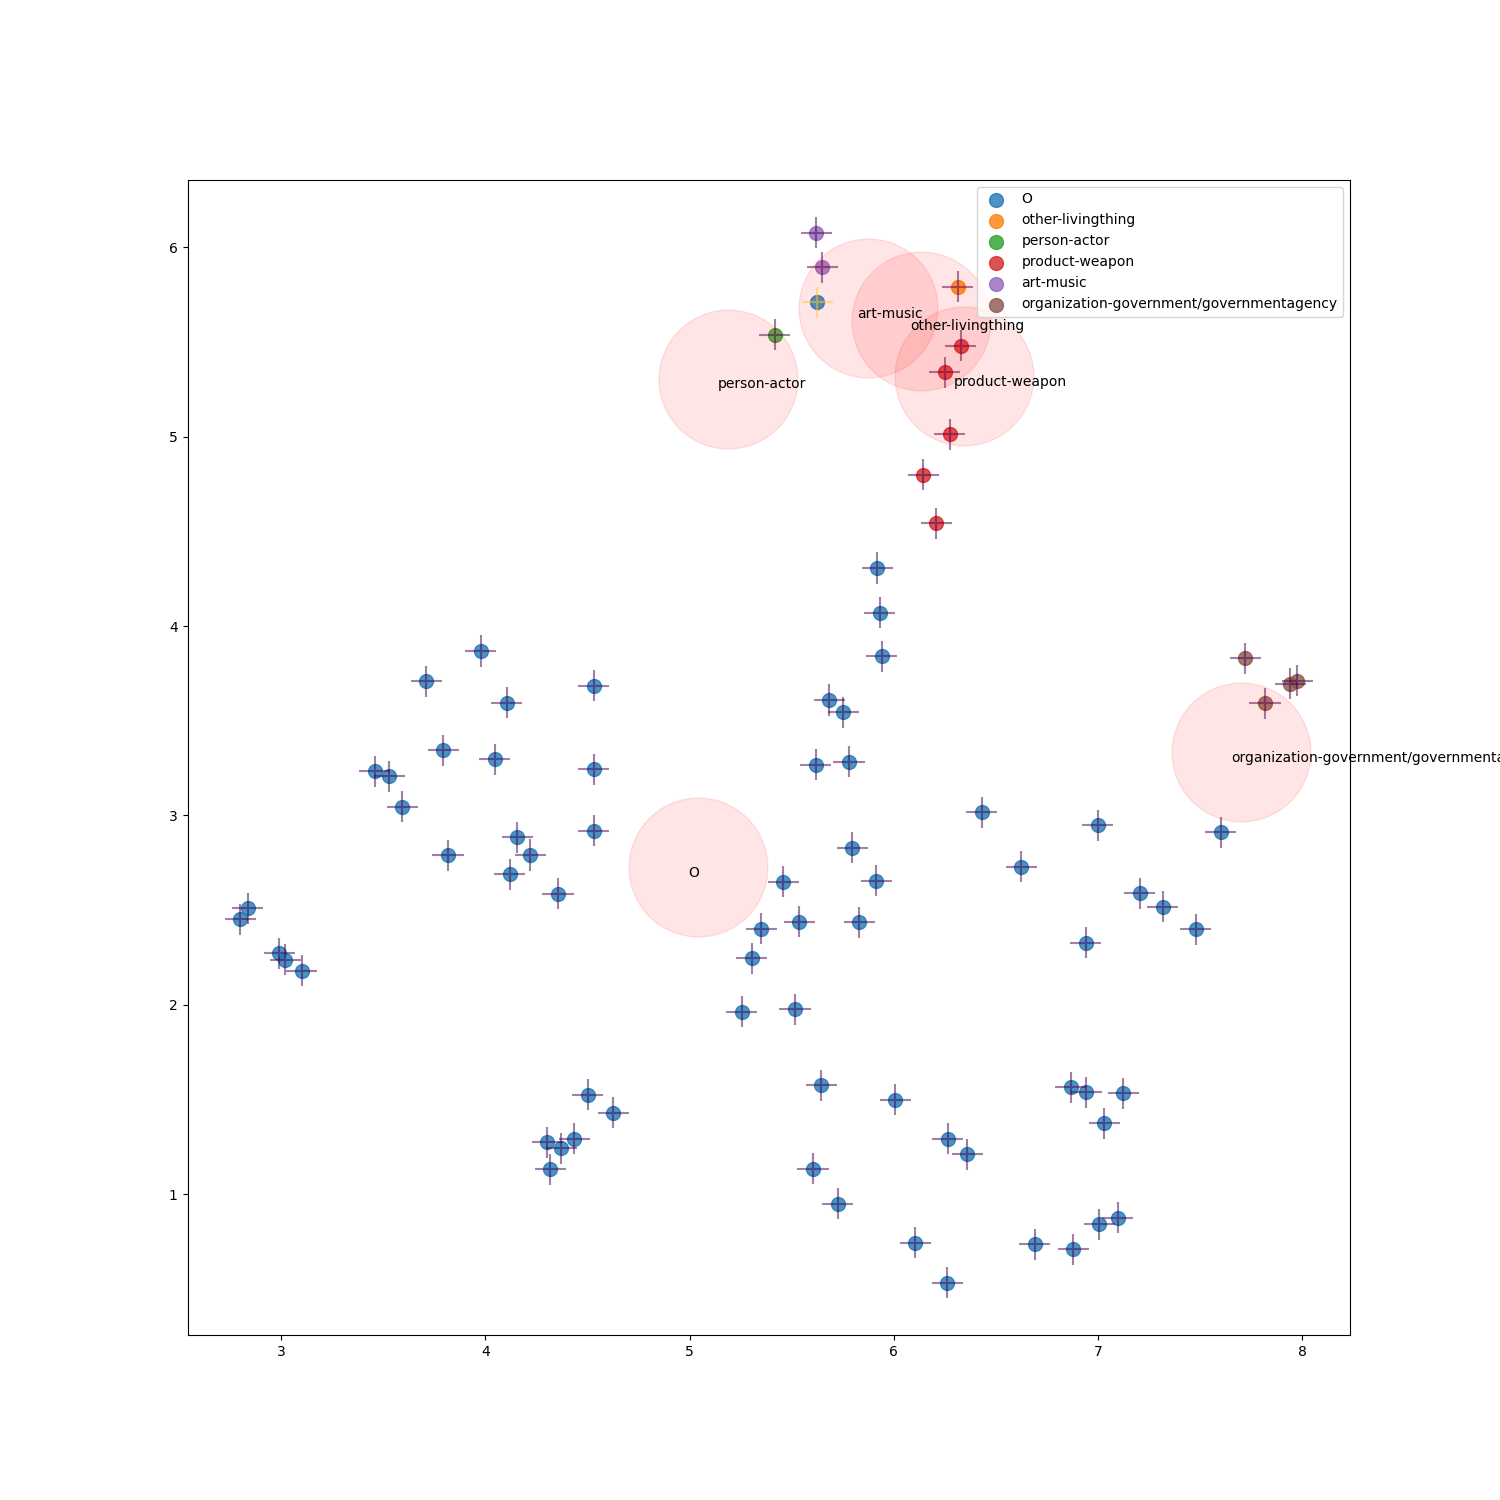 O
other-livingthing
person-actor
product-weapon
art-music
organization-government/governmentagency
6
art-music
other-livingthing
person-actor
product-weapon
5
4
organization-government/governmenta
3
O
2
1
3 4 5 6 7 8